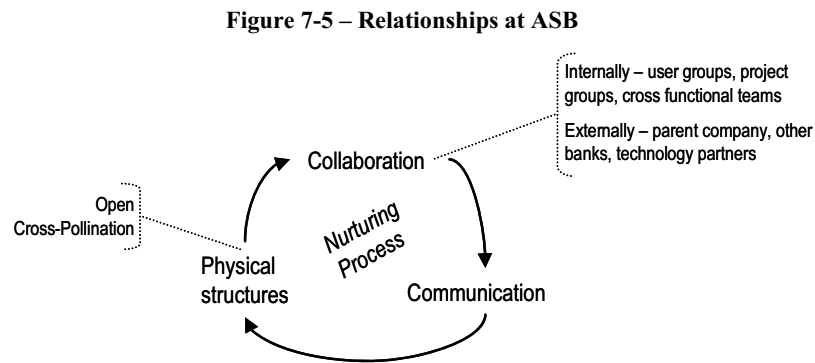 Figure 7-5 – Relationships at ASB
Internally – user groups, project
groups, cross functional teams
Externally – parent company, other
banks, technology partners
Collaboration
Open
Cross-Pollination
Nurturing
Process
Physical
structures
Communication